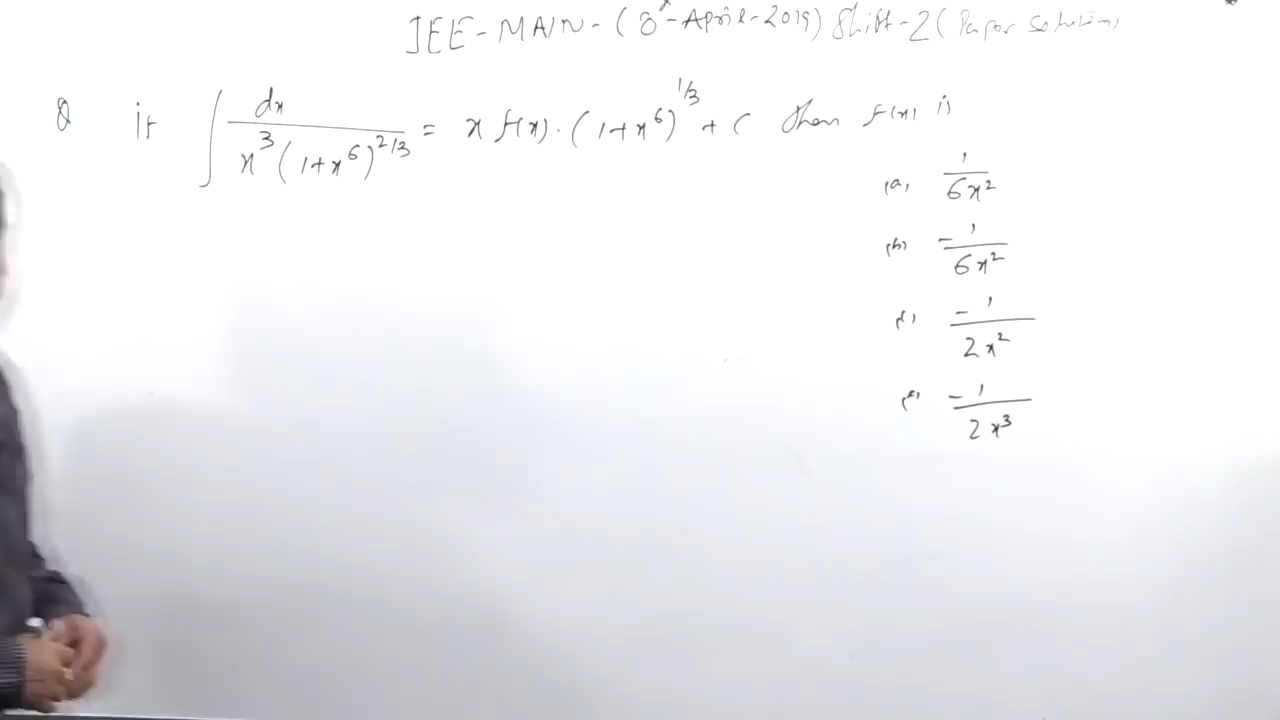 JEE-MAIN-(8-April-2019) Shift-2 (Paper solution)
Q If ∫ dx / x³(1+x⁶)^2/3 = x f(x)·(1+x⁶)^1/3 + C then f(x) is
(a) 1/6x²
(b) -1/6x²
-1/2x²
-1/2x³